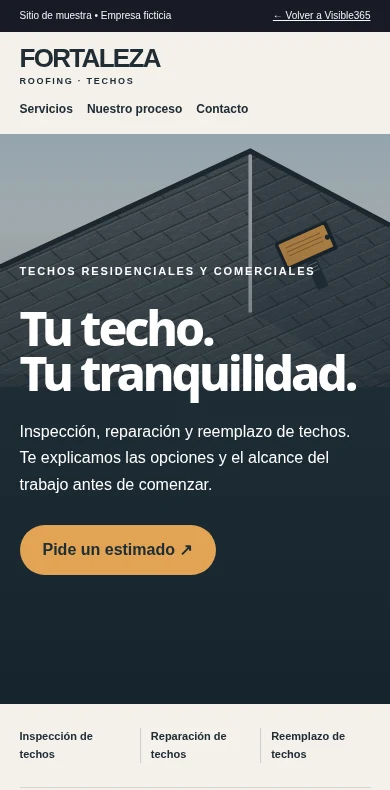 Sitio de muestra • Empresa ficticia
← Volver a Visible365
FORTALEZA
ROOFING · TECHOS
Servicios Nuestro proceso Contacto
TECHOS RESIDENCIALES Y COMERCIALES
Tu techo.
Tu tranquilidad.
Inspección, reparación y reemplazo de techos.
Te explicamos las opciones y el alcance del
trabajo antes de comenzar.
Pide un estimado ↗
Inspección de
techos
Reparación de
techos
Reemplazo de
techos